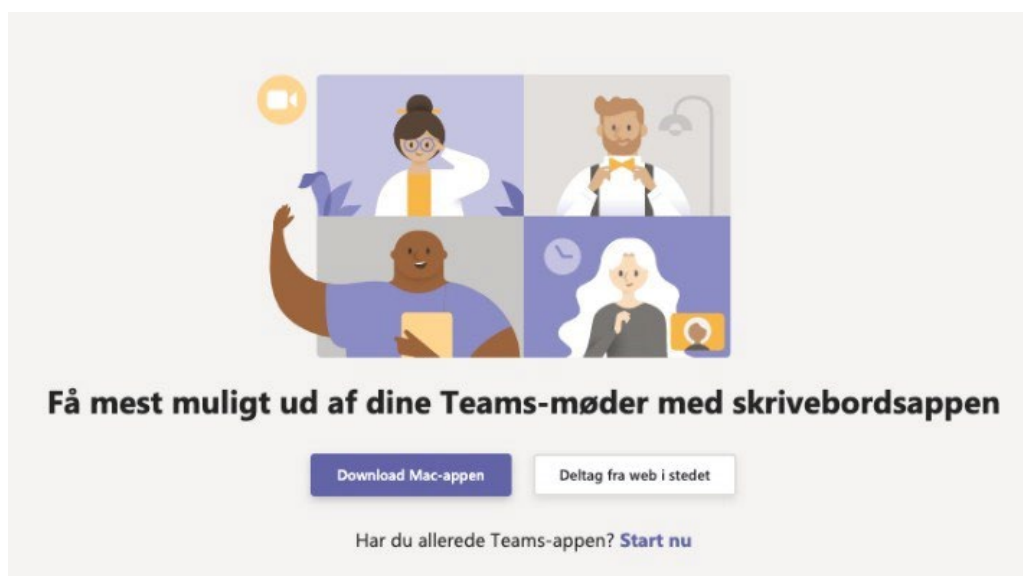 Få mest muligt ud af dine Teams-møder med skrivebordsappen
Download Mac-appen
Deltag fra web i stedet
Har du allerede Teams-appen? Start nu